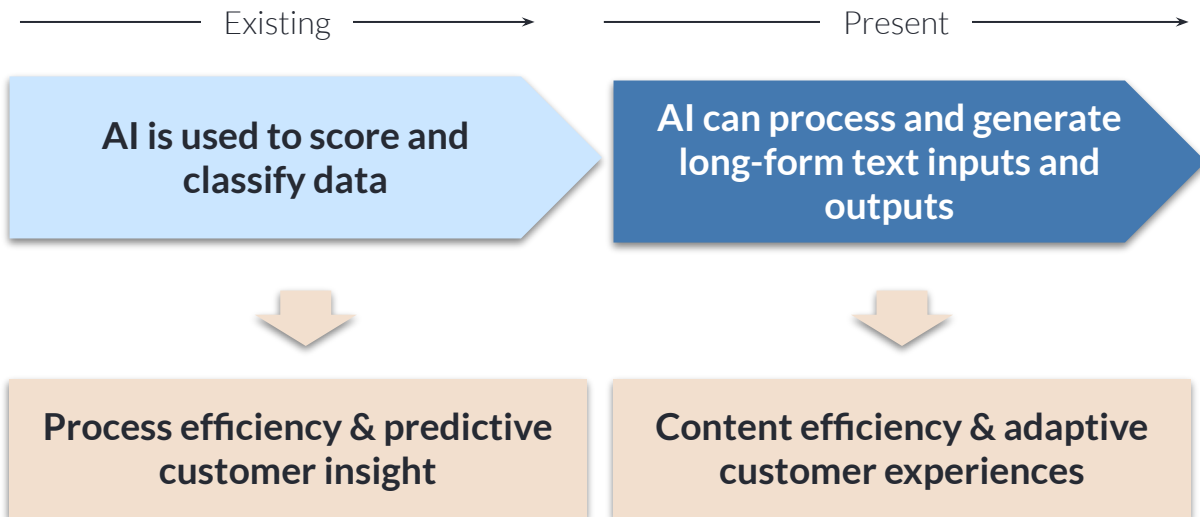 Existing
Present
AI is used to score and
classify data
AI can process and generate
long-form text inputs and
outputs
Process efficiency & predictive
customer insight
Content efficiency & adaptive
customer experiences